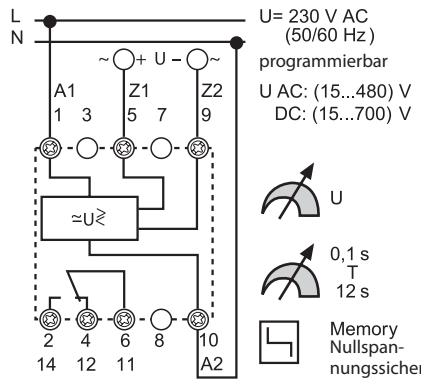 L
N
U= 230 V AC
(50/60 Hz)
~ + U - ~
programmierbar
A1 Z1 Z2
1 3 5 7 9
U AC: (15...480) V
DC: (15...700) V
≃U≷
U
0,1 s
T
12 s
2 4 6 8 10
14 12 11 A2
Memory
Nullspan-
nungssicher